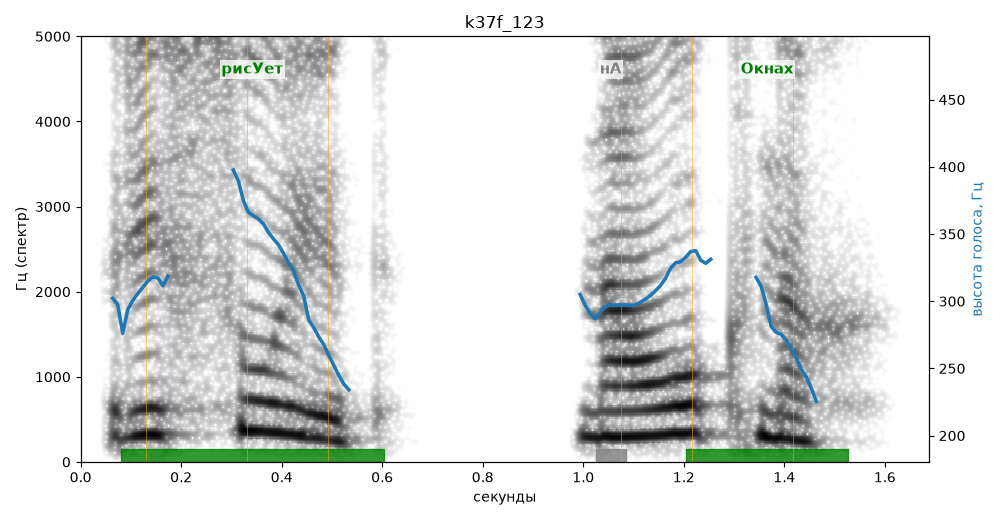 k37f_123
5000
4000
3000
2000
1000
0
Гц (спектр)
рисУет
нА
Окнах
450
400
350
300
250
200
высота голоса, Гц
0.0 0.2 0.4 0.6 0.8 1.0 1.2 1.4 1.6
секунды